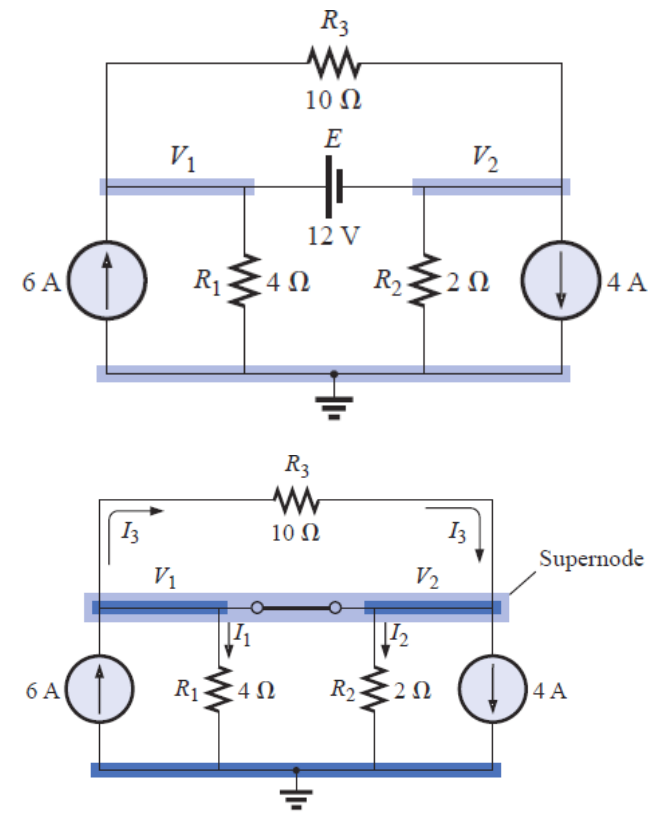 R3
10 Ω
E
V1
V2
12 V
6 A
R1
4 Ω
R2
2 Ω
4 A
R3
10 Ω
I3
I3
Supernode
V1
V2
I1
I2
6 A
R1
4 Ω
R2
2 Ω
4 A